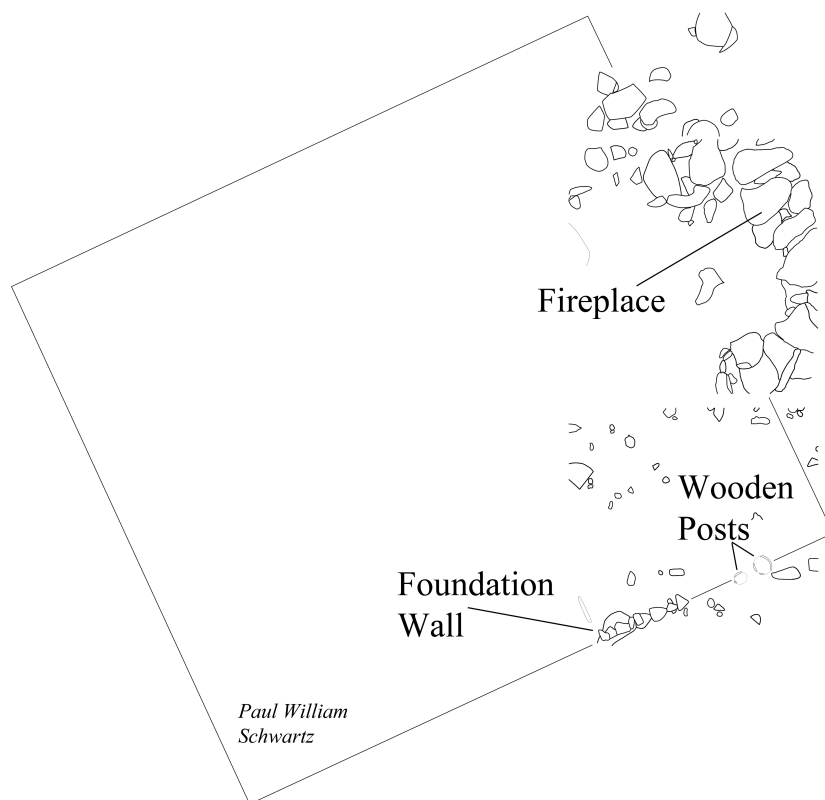 Fireplace
Wooden
Posts
Foundation
Wall
Paul William
Schwartz